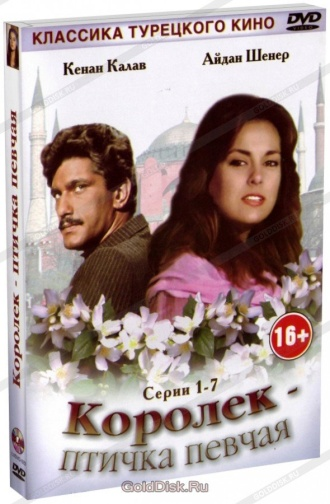 КЛАССИКА ТУРЕЦКОГО КИНО
DVD
VIDEO
Кенан Калав
Айдан Шенер
16+
Серии 1-7
Королек -
птичка певчая
GoldDisk.Ru
Королек - птичка певчая
DVD